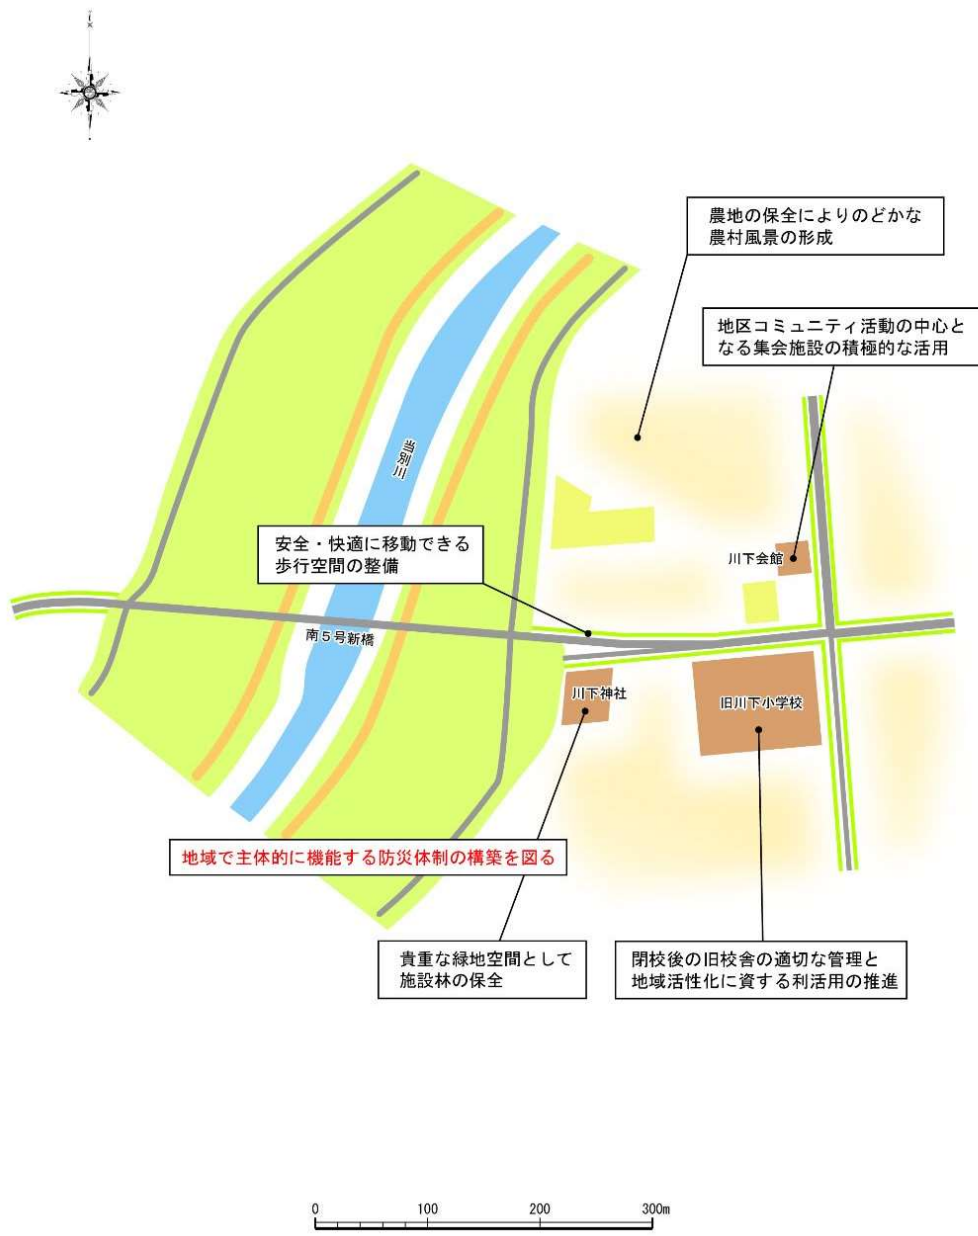 農地の保全によりのどかな
農村風景の形成
地区コミュニティ活動の中心と
なる集会施設の積極的な活用
当別川
安全・快適に移動できる
歩行空間の整備
川下会館
南5号新橋
川下神社
旧川下小学校
地域で主体的に機能する防災体制の構築を図る
貴重な緑地空間として
施設林の保全
閉校後の旧校舎の適切な管理と
地域活性化に資する利活用の推進
0 100 200 300m